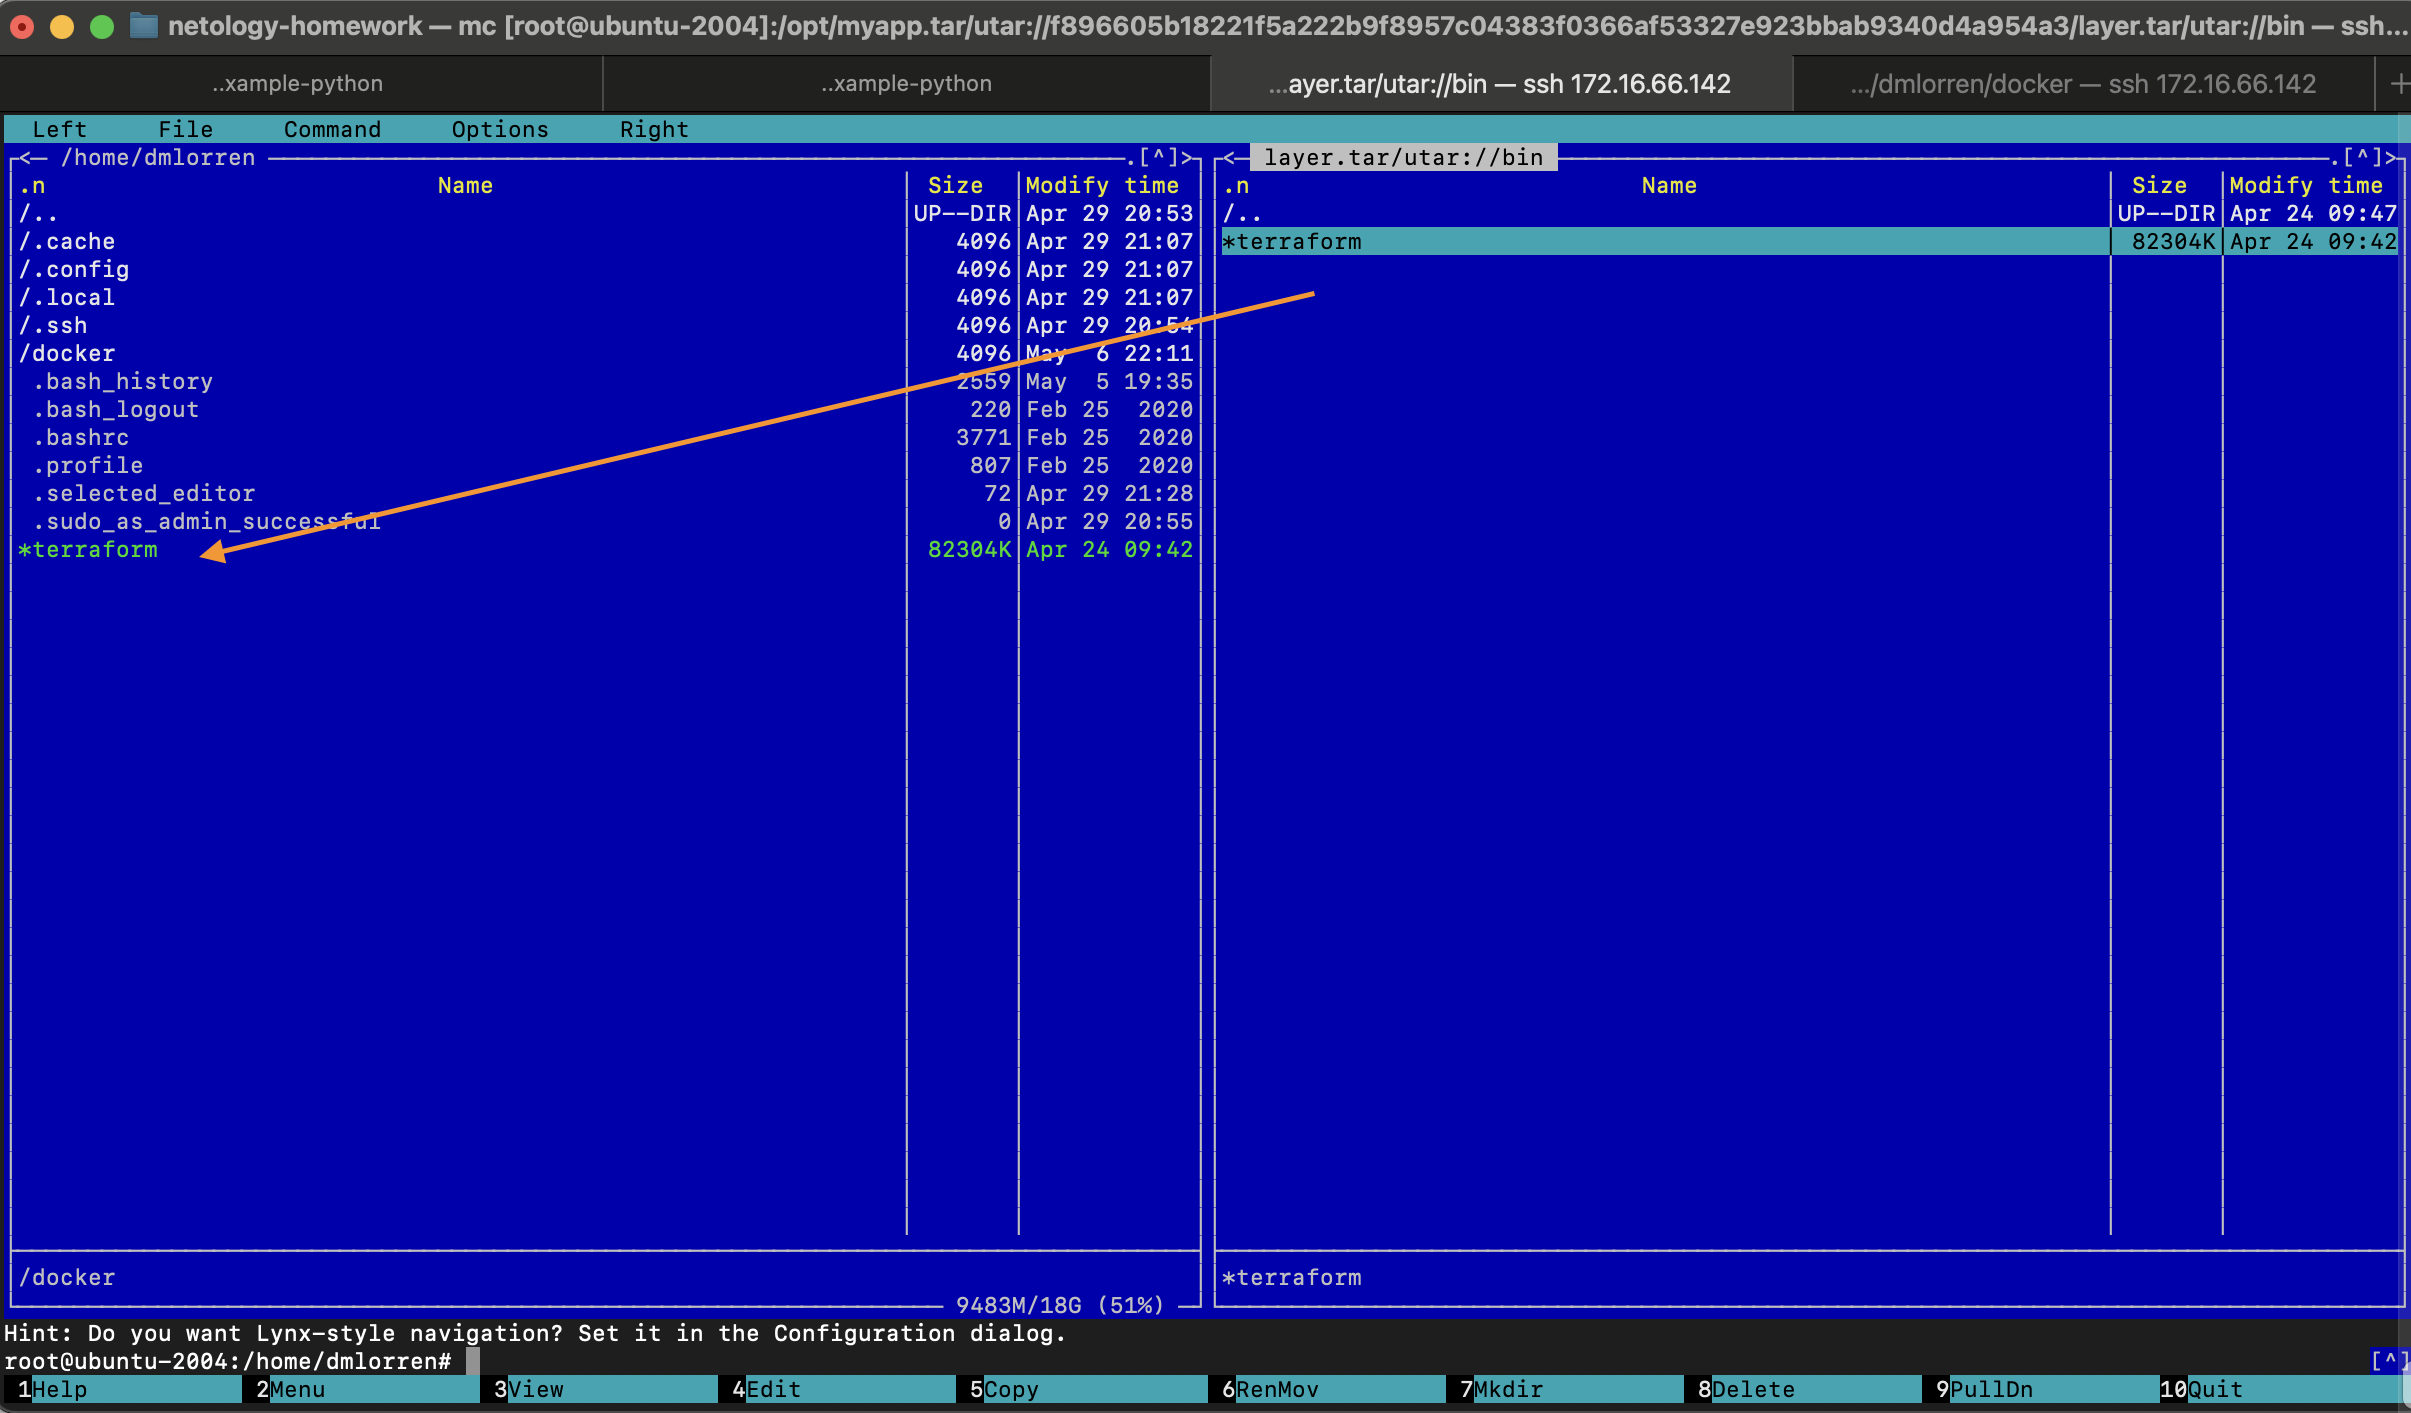 netology-homework — mc [root@ubuntu-2004]:/opt/myapp.tar/utar://f896605b18221f5a222b9f8957c04383f0366af53327e923bbab9340d4a954a3/layer.tar/utar://bin — ssh...
..xample-python ..xample-python ...ayer.tar/utar://bin — ssh 172.16.66.142 .../dmlorren/docker — ssh 172.16.66.142 +
Left File Command Options Right
<— /home/dmlorren .[^]>
.n Name Size Modify time
/.. UP--DIR Apr 29 20:53
/.cache 4096 Apr 29 21:07
/.config 4096 Apr 29 21:07
/.local 4096 Apr 29 21:07
/.ssh 4096 Apr 29 20:54
/docker 4096 May 6 22:11
.bash_history 2559 May 5 19:35
.bash_logout 220 Feb 25 2020
.bashrc 3771 Feb 25 2020
.profile 807 Feb 25 2020
.selected_editor 72 Apr 29 21:28
.sudo_as_admin_successful 0 Apr 29 20:55
*terraform 82304K Apr 24 09:42
/docker
9483M/18G (51%)
<— layer.tar/utar://bin .[^]>
.n Name Size Modify time
/.. UP--DIR Apr 24 09:47
*terraform 82304K Apr 24 09:42
*terraform
Hint: Do you want Lynx-style navigation? Set it in the Configuration dialog.
root@ubuntu-2004:/home/dmlorren# [^]
1Help 2Menu 3View 4Edit 5Copy 6RenMov 7Mkdir 8Delete 9PullDn 10Quit